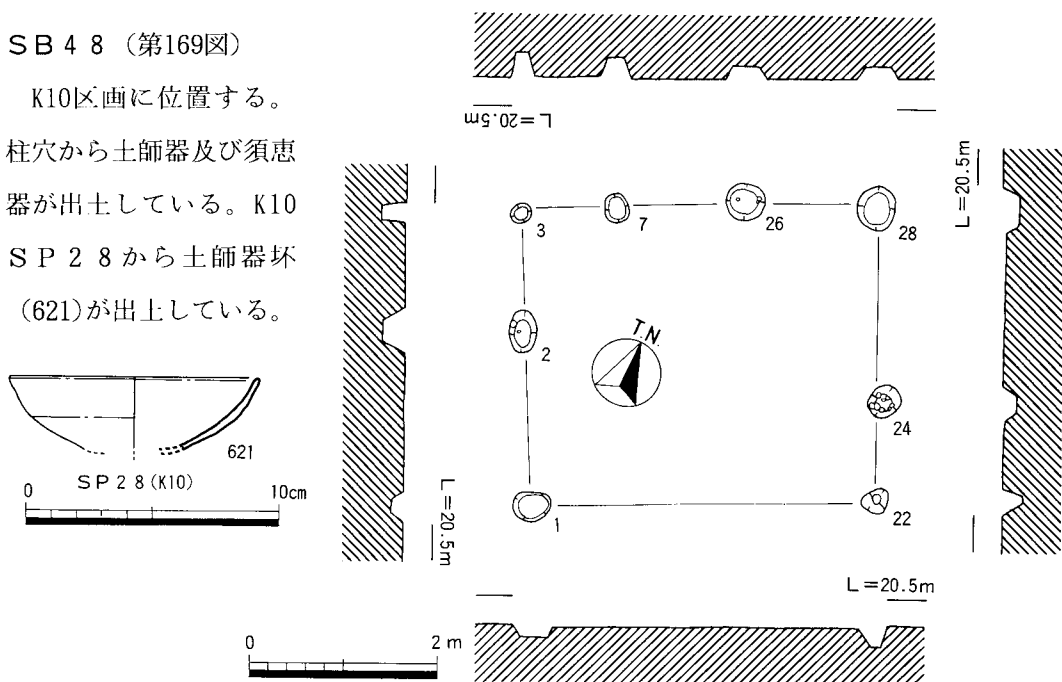 SB48（第169図）
K10区画に位置する。
柱穴から土師器及び須恵
器が出土している。K10
SP28から土師器坏
(621)が出土している。
621
SP28(K10)
0 10cm
L=20.5m
L=20.5m
3
7
26
28
2
T.N.
24
1
22
L=20.5m
L=20.5m
0 2m